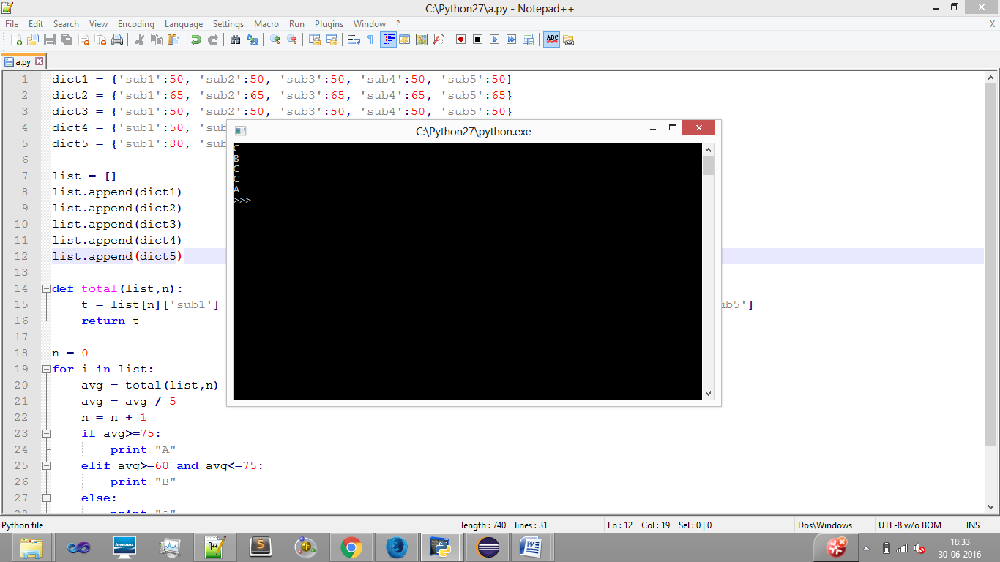 C:\Python27\a.py - Notepad++
File Edit Search View Encoding Language Settings Macro Run Plugins Window ? X
ABC
a.py
1 dict1 = {'sub1':50, 'sub2':50, 'sub3':50, 'sub4':50, 'sub5':50}
2 dict2 = {'sub1':65, 'sub2':65, 'sub3':65, 'sub4':65, 'sub5':65}
3 dict3 = {'sub1':50, 'sub2':50, 'sub3':50, 'sub4':50, 'sub5':50}
4 dict4 = {'sub1':50, 'sub
5 dict5 = {'sub1':80, 'sub
6
7 list = []
8 list.append(dict1)
9 list.append(dict2)
10 list.append(dict3)
11 list.append(dict4)
12 list.append(dict5)
13
14 def total(list,n):
15 t = list[n]['sub1'] ub5']
16 return t
17
18 n = 0
19 for i in list:
20 avg = total(list,n)
21 avg = avg / 5
22 n = n + 1
23 if avg>=75:
24 print "A"
25 elif avg>=60 and avg<=75:
26 print "B"
27 else:
28 print "C"
C:\Python27\python.exe
C
B
C
C
A
>>>
Python file length : 740 lines : 31 Ln : 12 Col : 19 Sel : 0 | 0 Dos\Windows UTF-8 w/o BOM INS
lenovo
n++
S
W
18:33
30-06-2016